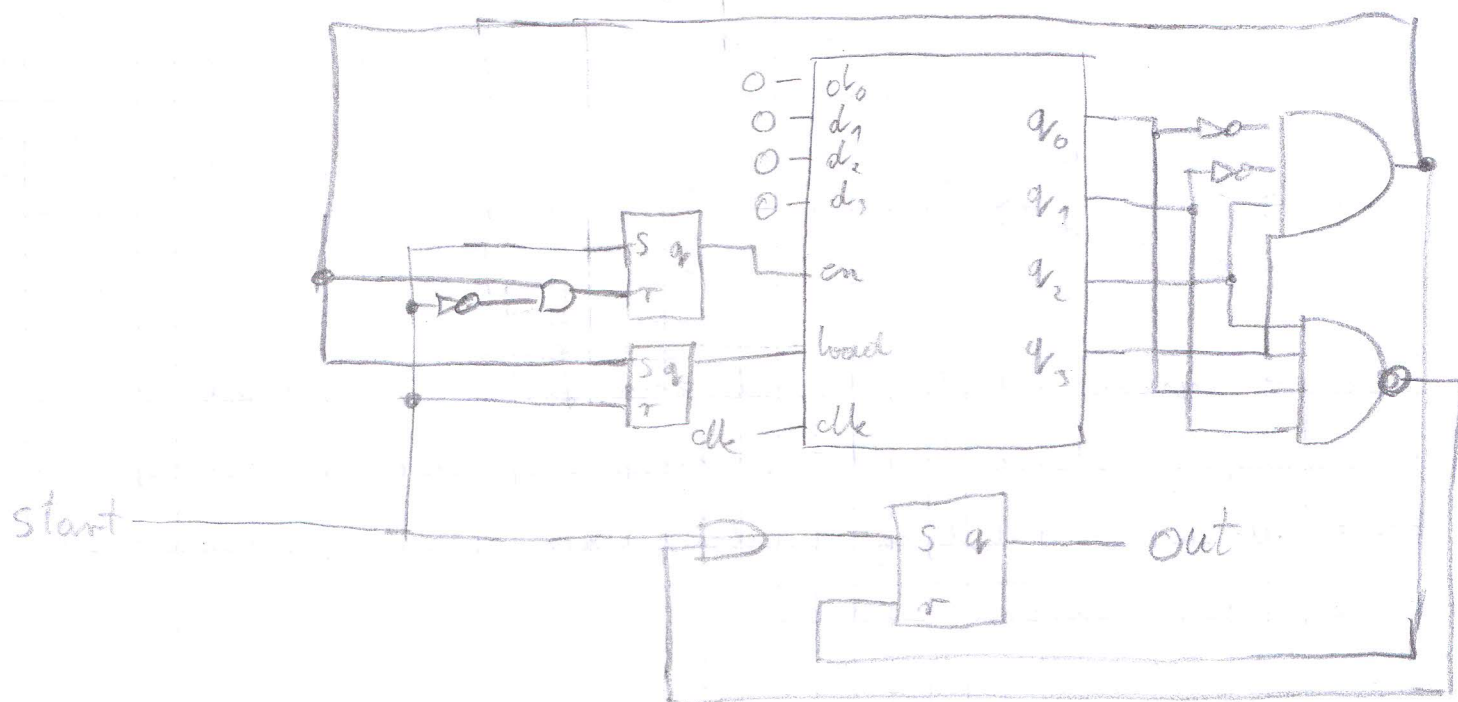 0 d₀
0 d₁ q₀
0 d₂
0 d₃ q₁
S q
r en q₂
S q load q₃
r
clk clk
start
S q out
r